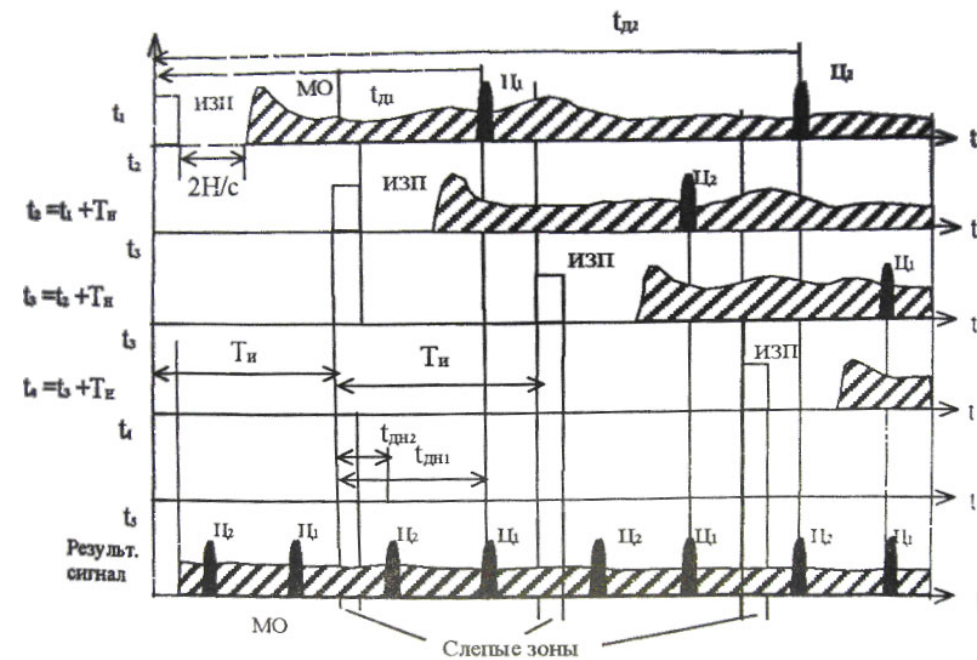 tд2
МО
Ц1
Ц2
ИЗП
tд1
t1
t
t2
2H/c
ИЗП
Ц2
t2 =t1 +Tи
t
t3
ИЗП
Ц1
t3 =t2 +Tи
t
t3
Tи
Tи
ИЗП
t4 =t3 +Tи
t
t4
tдн2
tдн1
t
t5
Ц2
Ц1
Ц2
Ц1
Ц2
Ц1
Ц2
Ц1
Результ.
сигнал
МО
Слепые зоны